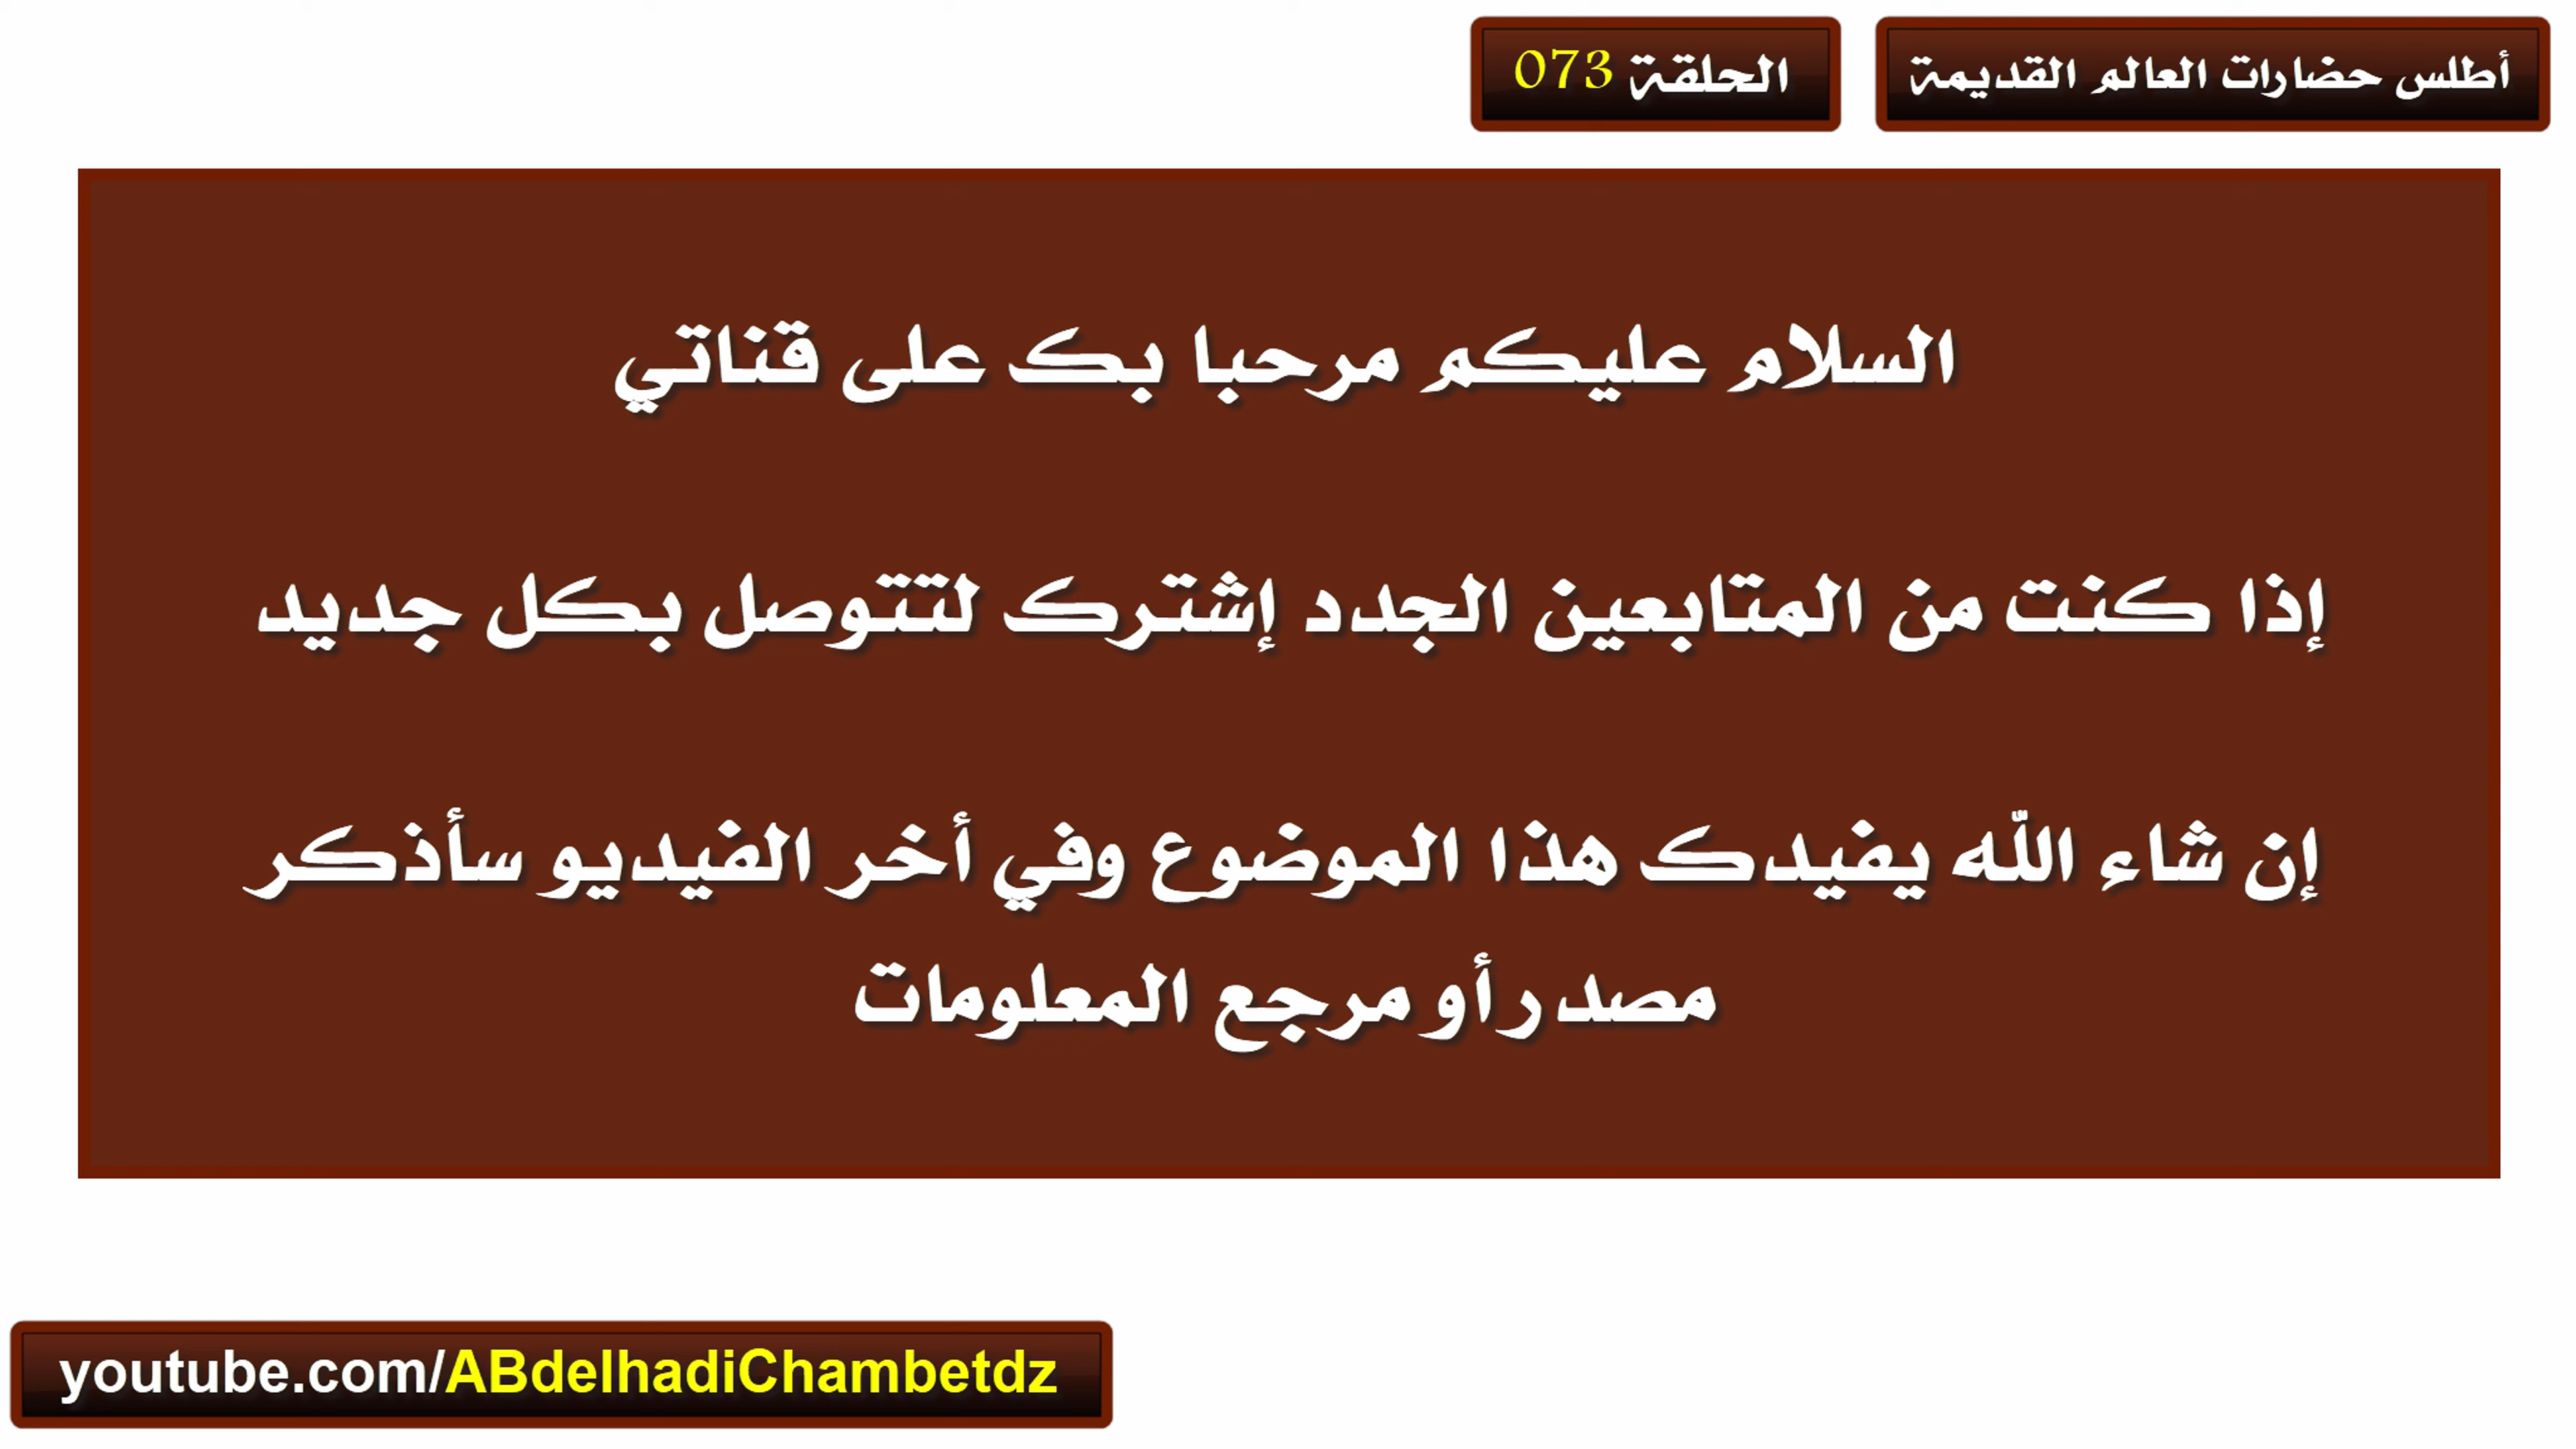 أطلس حضارات العالم القديمة
الحلقة 073
السلام عليكم مرحبا بك على قناتي
إذا كنت من المتابعين الجدد إشترك لتتوصل بكل جديد
إن شاء الله يفيدك هذا الموضوع وفي أخر الفيديو سأذكر
مصدر أو مرجع المعلومات
youtube.com/ABdelhadiChambetdz